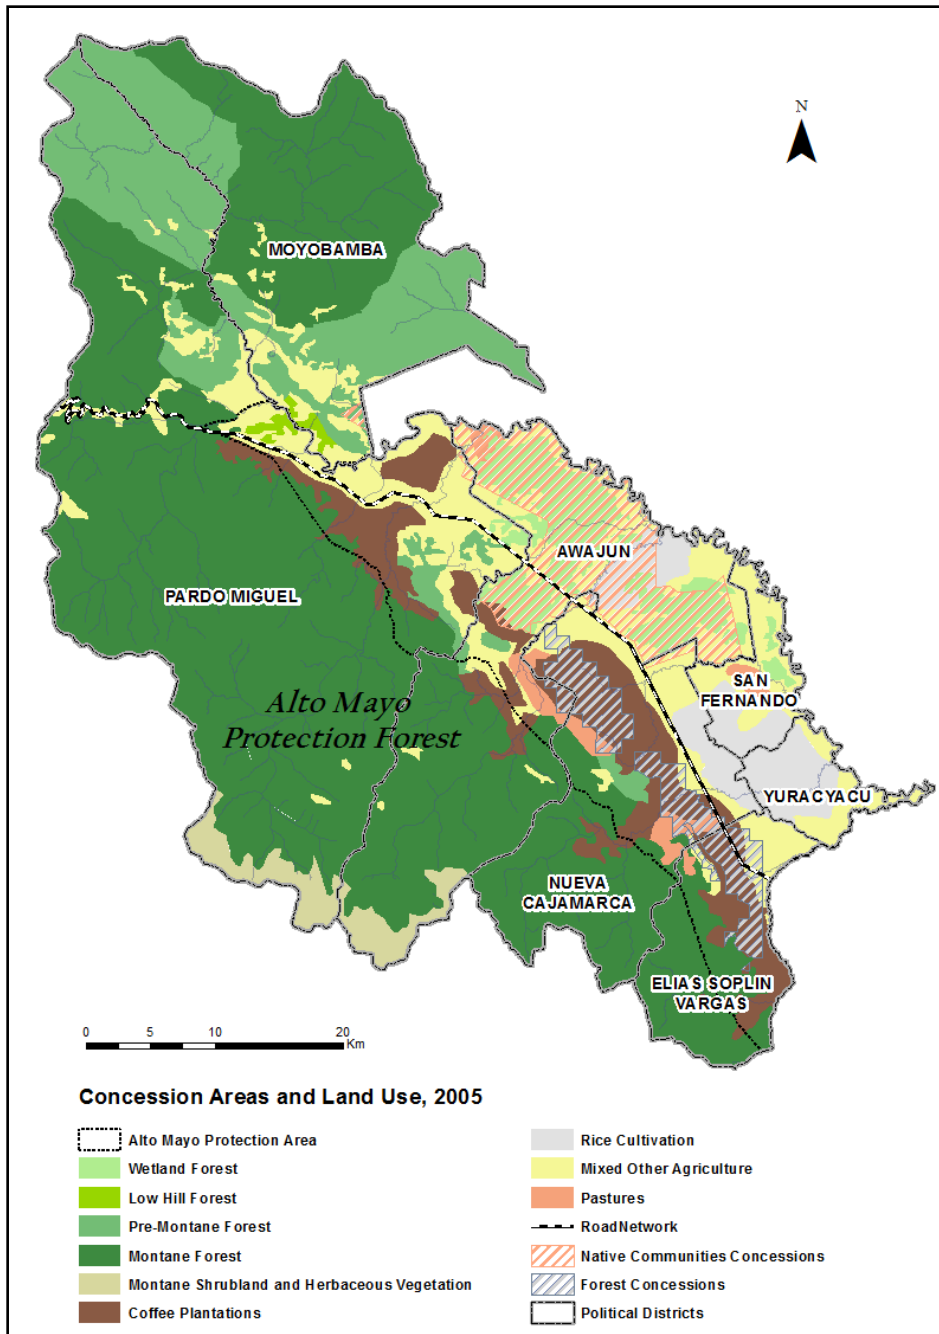 N
MOYOBAMBA
AWAJUN
PARDO MIGUEL
SAN
FERNANDO
Alto Mayo
Protection Forest
YURACYACU
NUEVA
CAJAMARCA
ELIAS SOPLIN
VARGAS
0 5 10 20
Km
Concession Areas and Land Use, 2005
Alto Mayo Protection Area
Wetland Forest
Low Hill Forest
Pre-Montane Forest
Montane Forest
Montane Shrubland and Herbaceous Vegetation
Coffee Plantations
Rice Cultivation
Mixed Other Agriculture
Pastures
RoadNetwork
Native Communities Concessions
Forest Concessions
Political Districts